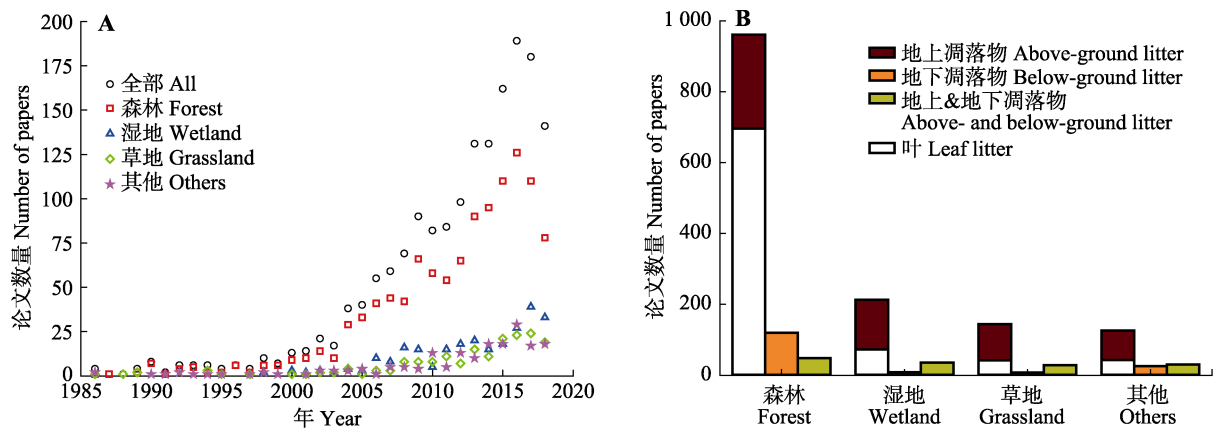 A
论文数量 Number of papers
200
175
150
125
100
75
50
25
0
全部 All
森林 Forest
湿地 Wetland
草地 Grassland
其他 Others
1985
1990
1995
2000
2005
2010
2015
2020
年 Year
B
论文数量 Number of papers
1 000
800
600
400
200
0
地上凋落物 Above-ground litter
地下凋落物 Below-ground litter
地上&地下凋落物
Above- and below-ground litter
叶 Leaf litter
森林
Forest
湿地
Wetland
草地
Grassland
其他
Others